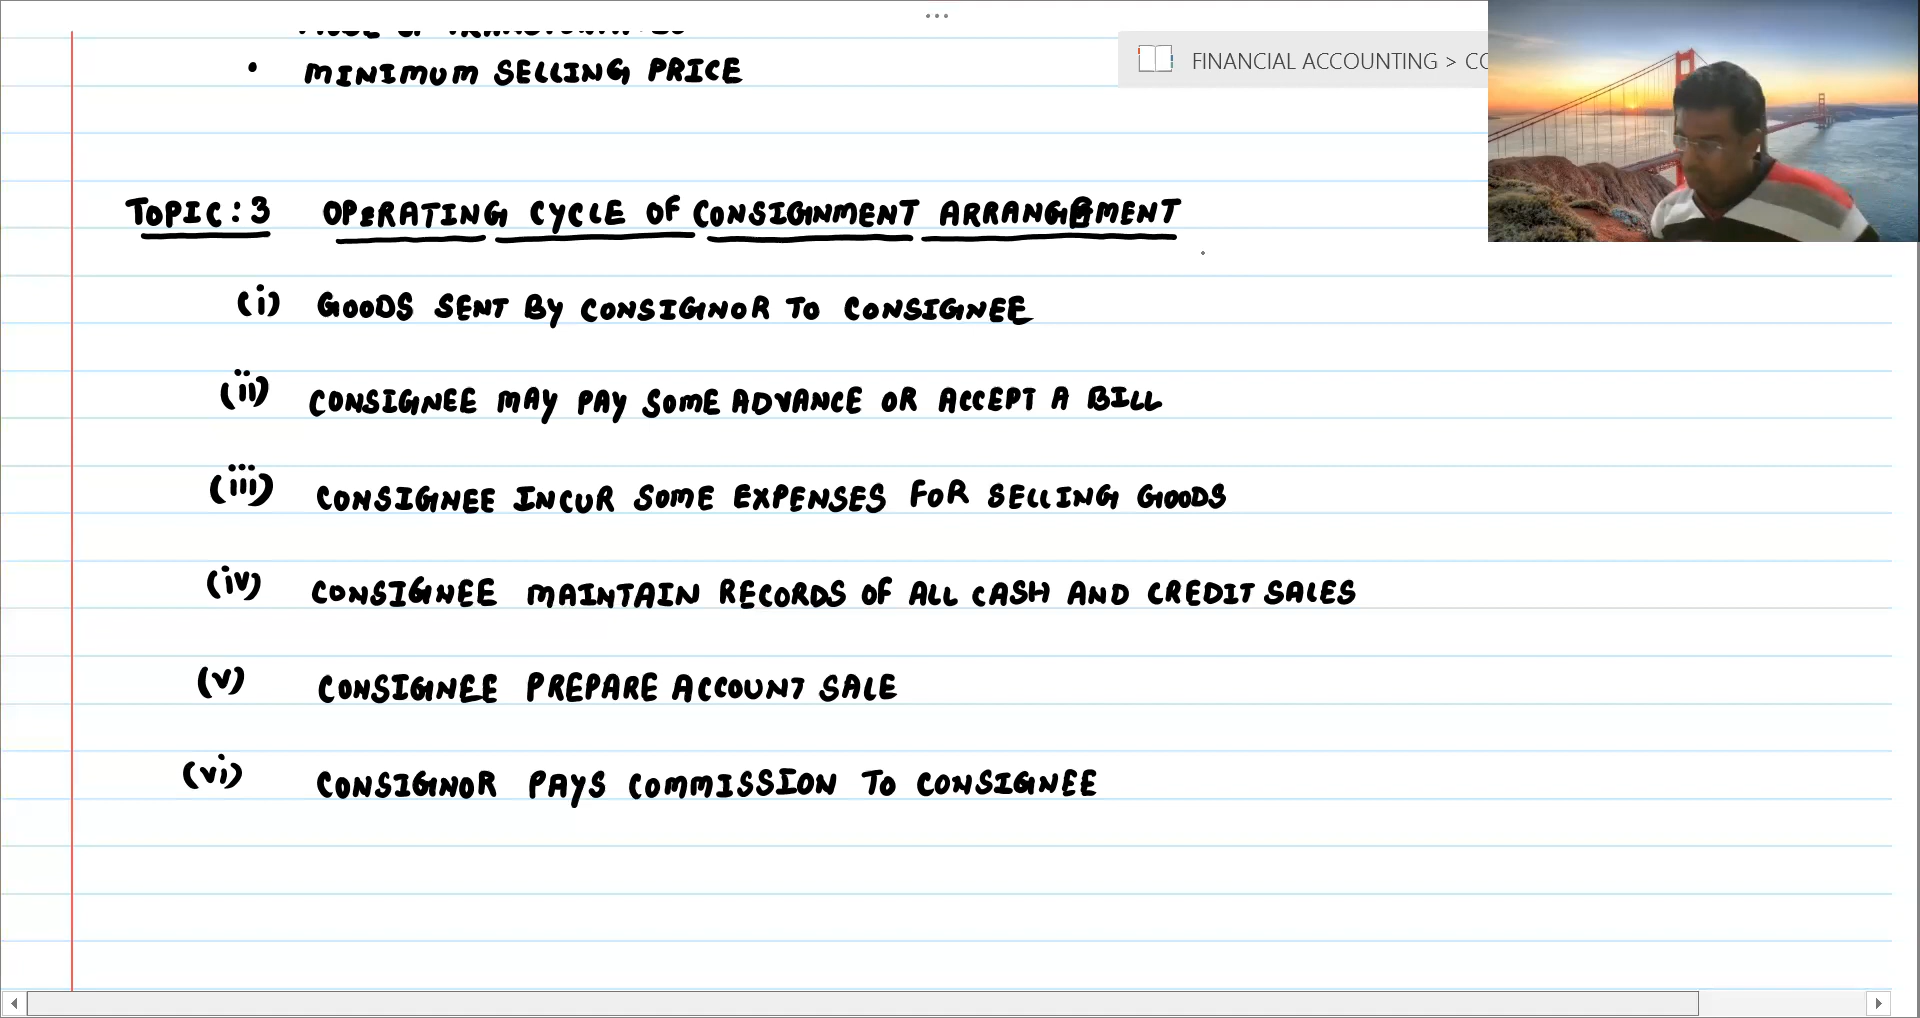 • MINIMUM SELLING PRICE
FINANCIAL ACCOUNTING > CO
TOPIC : 3 OPERATING CYCLE OF CONSIGNMENT ARRANGEMENT
(i) GOODS SENT BY CONSIGNOR TO CONSIGNEE
(ii) CONSIGNEE MAY PAY SOME ADVANCE OR ACCEPT A BILL
(iii) CONSIGNEE INCUR SOME EXPENSES FOR SELLING GOODS
(iv) CONSIGNEE MAINTAIN RECORDS OF ALL CASH AND CREDIT SALES
(v) CONSIGNEE PREPARE ACCOUNT SALE
(vi) CONSIGNOR PAYS COMMISSION TO CONSIGNEE